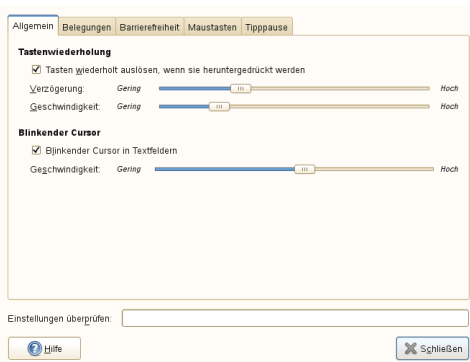 Allgemein Belegungen Barrierefreiheit Maustasten Tipppause
Tastenwiederholung
Tasten wiederholt auslösen, wenn sie heruntergedrückt werden
Verzögerung: Gering Hoch
Geschwindigkeit: Gering Hoch
Blinkender Cursor
Blinkender Cursor in Textfeldern
Geschwindigkeit: Gering Hoch
Einstellungen überprüfen:
Hilfe Schließen